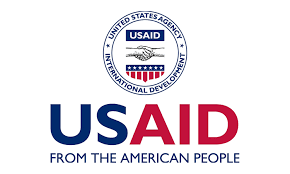 UNITED STATES AGENCY
USAID
INTERNATIONAL DEVELOPMENT
USAID
FROM THE AMERICAN PEOPLE